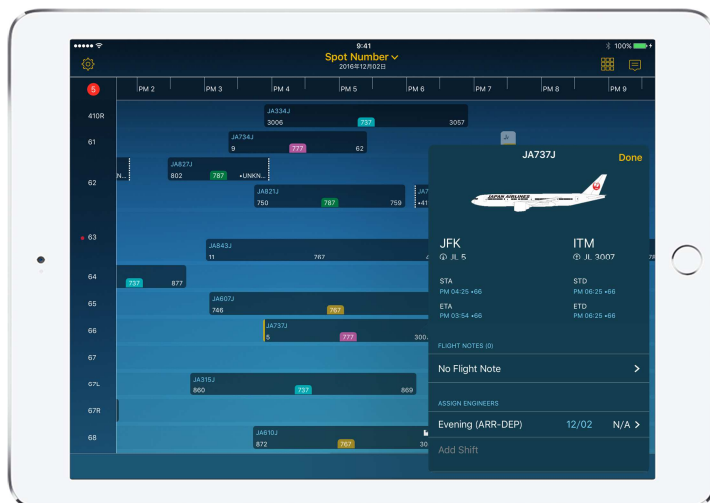 9:41
100%
Spot Number
2016年12月02日
5
PM 2
PM 3
PM 4
PM 5
PM 6
PM 7
PM 8
PM 9
410R
JA334J
3006
737
3057
61
JA734J
9
777
62
62
N...
JA827J
802
787
•UNKN...
JA821J
750
787
759
•41
63
JA843J
11
767
78
64
737
877
65
JA607J
746
767
66
JA737J
5
777
300
67
67L
JA315J
860
737
869
67R
68
JA610J
872
767
30
JA737J
Done
JAPAN AIRLINES
JFK
ITM
JL 5
JL 3007
STA
STD
PM 04:25 •66
PM 06:25 •66
ETA
ETD
PM 03:54 •66
PM 06:25 •66
FLIGHT NOTES (0)
No Flight Note
ASSIGN ENGINEERS
Evening (ARR-DEP)
12/02
N/A
Add Shift